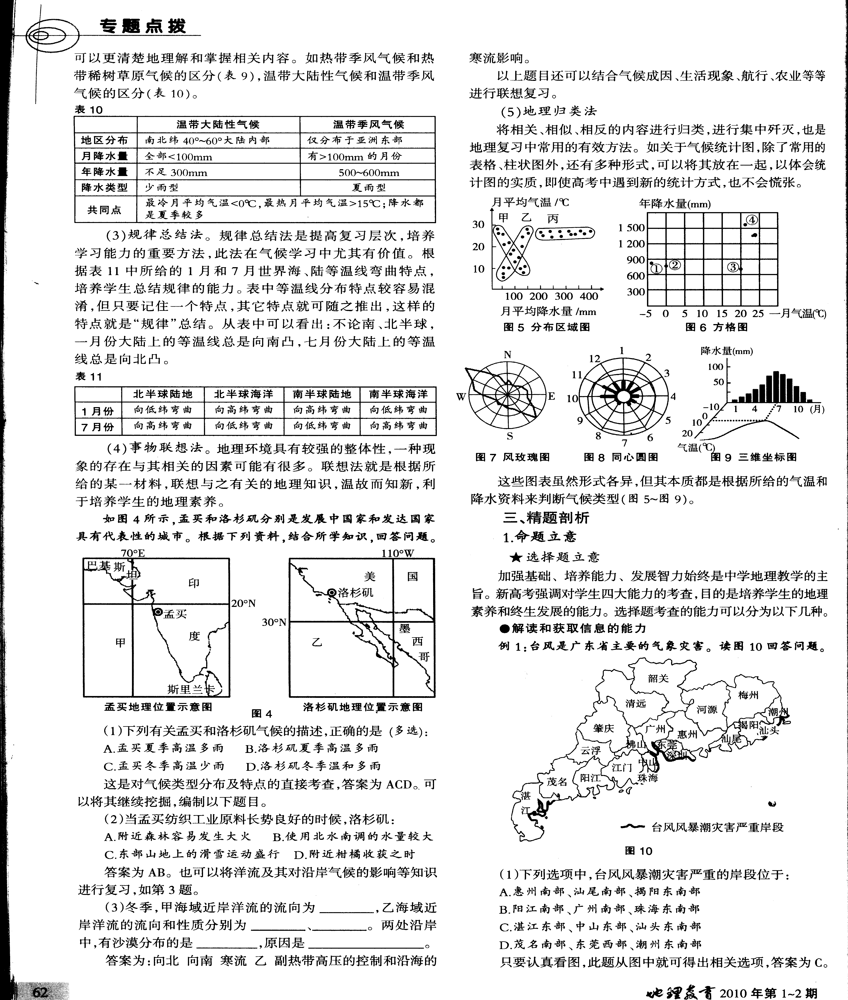 专题点拨
可以更清楚地理解和掌握相关内容。如热带季风气候和热
带稀树草原气候的区分(表 9),温带大陆性气候和温带季风
气候的区分(表 10)。
表 10
温带大陆性气候 温带季风气候
地区分布 南北纬 40°~60°大陆内部 仅分布于亚洲东部
月降水量 全部<100mm 有>100mm 的月份
年降水量 不足 300mm 500~600mm
降水类型 少雨型 夏雨型
共同点 最冷月平均气温<0℃,最热月平均气温>15℃;降水都
是夏季较多
(3)规律总结法。规律总结法是提高复习层次,培养
学习能力的重要方法,此法在气候学习中尤其有价值。根
据表 11 中所给的 1 月和 7 月世界海、陆等温线弯曲特点,
培养学生总结规律的能力。表中等温线分布特点较容易混
淆,但只要记住一个特点,其它特点就可随之推出,这样的
特点就是“规律”总结。从表中可以看出:不论南、北半球,
一月份大陆上的等温线总是向南凸,七月份大陆上的等温
线总是向北凸。
表 11
北半球陆地 北半球海洋 南半球陆地 南半球海洋
1 月份 向低纬弯曲 向高纬弯曲 向高纬弯曲 向低纬弯曲
7 月份 向高纬弯曲 向低纬弯曲 向低纬弯曲 向高纬弯曲
(4)事物联想法。地理环境具有较强的整体性,一种现
象的存在与其相关的因素可能有很多。联想法就是根据所
给的某一材料,联想与之有关的地理知识,温故而知新,利
于培养学生的地理素养。
如图 4 所示,孟买和洛杉矶分别是发展中国家和发达国家
具有代表性的城市。根据下列资料,结合所学知识,回答问题。
70°E
巴基斯
坦
印
20°N
孟买
度
甲
斯里兰卡
孟买地理位置示意图
110°W
美 国
洛杉矶
30°N
墨
乙 西
哥
洛杉矶地理位置示意图
图 4
(1)下列有关孟买和洛杉矶气候的描述,正确的是 (多选):
A.孟买夏季高温多雨 B.洛杉矶夏季高温多雨
C.孟买冬季高温少雨 D.洛杉矶冬季温和多雨
这是对气候类型分布及特点的直接考查,答案为 ACD。可
以将其继续挖掘,编制以下题目。
(2)当孟买纺织工业原料长势良好的时候,洛杉矶:
A.附近森林容易发生大火 B.使用北水南调的水量较大
C.东部山地上的滑雪运动盛行 D.附近柑橘收获之时
答案为 AB。也可以将洋流及其对沿岸气候的影响等知识
进行复习,如第 3 题。
(3)冬季,甲海域近岸洋流的流向为 ______,乙海域近
岸洋流的流向和性质分别为 ______、______。两处沿岸
中,有沙漠分布的是 ______,原因是 ____________。
答案为:向北 向南 寒流 乙 副热带高压的控制和沿海的
62
寒流影响。
以上题目还可以结合气候成因、生活现象、航行、农业等等
进行联想复习。
(5)地理归类法
将相关、相似、相反的内容进行归类,进行集中歼灭,也是
地理复习中常用的有效方法。如关于气候统计图,除了常用的
表格、柱状图外,还有多种形式,可以将其放在一起,以体会统
计图的实质,即使高考中遇到新的统计方式,也不会慌张。
月平均气温 /℃
甲 乙 丙
30
20
10
100 200 300 400
月平均降水量 /mm
图 5 分布区域图
年降水量(mm)
1 500
1 200
900
600
300
① ② ③ ④
-5 0 5 10 15 20 25 一月气温(℃)
图 6 方格图
N
W E
S
图 7 风玫瑰图
1
2
3
4
5
6
7
8
9
10
11
12
图 8 同心圆图
降水量(mm)
100
50
-10 1 4 7 10 (月)
0
10
20
气温(℃)
图 9 三维坐标图
这些图表虽然形式各异,但其本质都是根据所给的气温和
降水资料来判断气候类型(图 5~图 9)。
三、精题剖析
1.命题立意
★选择题立意
加强基础、培养能力、发展智力始终是中学地理教学的主
旨。新高考强调对学生四大能力的考查,目的是培养学生的地理
素养和终生发展的能力。选择题考查的能力可以分为以下几种。
●解读和获取信息的能力
例 1:台风是广东省主要的气象灾害。读图 10 回答问题。
韶关
梅州
清远
河源
潮州
肇庆 广州 惠州 揭阳 汕头
汕尾
云浮 佛山 东莞
深圳
江门 中山
茂名 阳江 珠海
湛
江
台风风暴潮灾害严重岸段
图 10
(1)下列选项中,台风风暴潮灾害严重的岸段位于:
A.惠州南部、汕尾南部、揭阳东南部
B.阳江南部、广州南部、珠海东南部
C.湛江东部、中山东部、汕头东南部
D.茂名南部、东莞西部、潮州东南部
只要认真看图,此题从图中就可得出相关选项,答案为 C。
地理教育 2010 年第 1~2 期